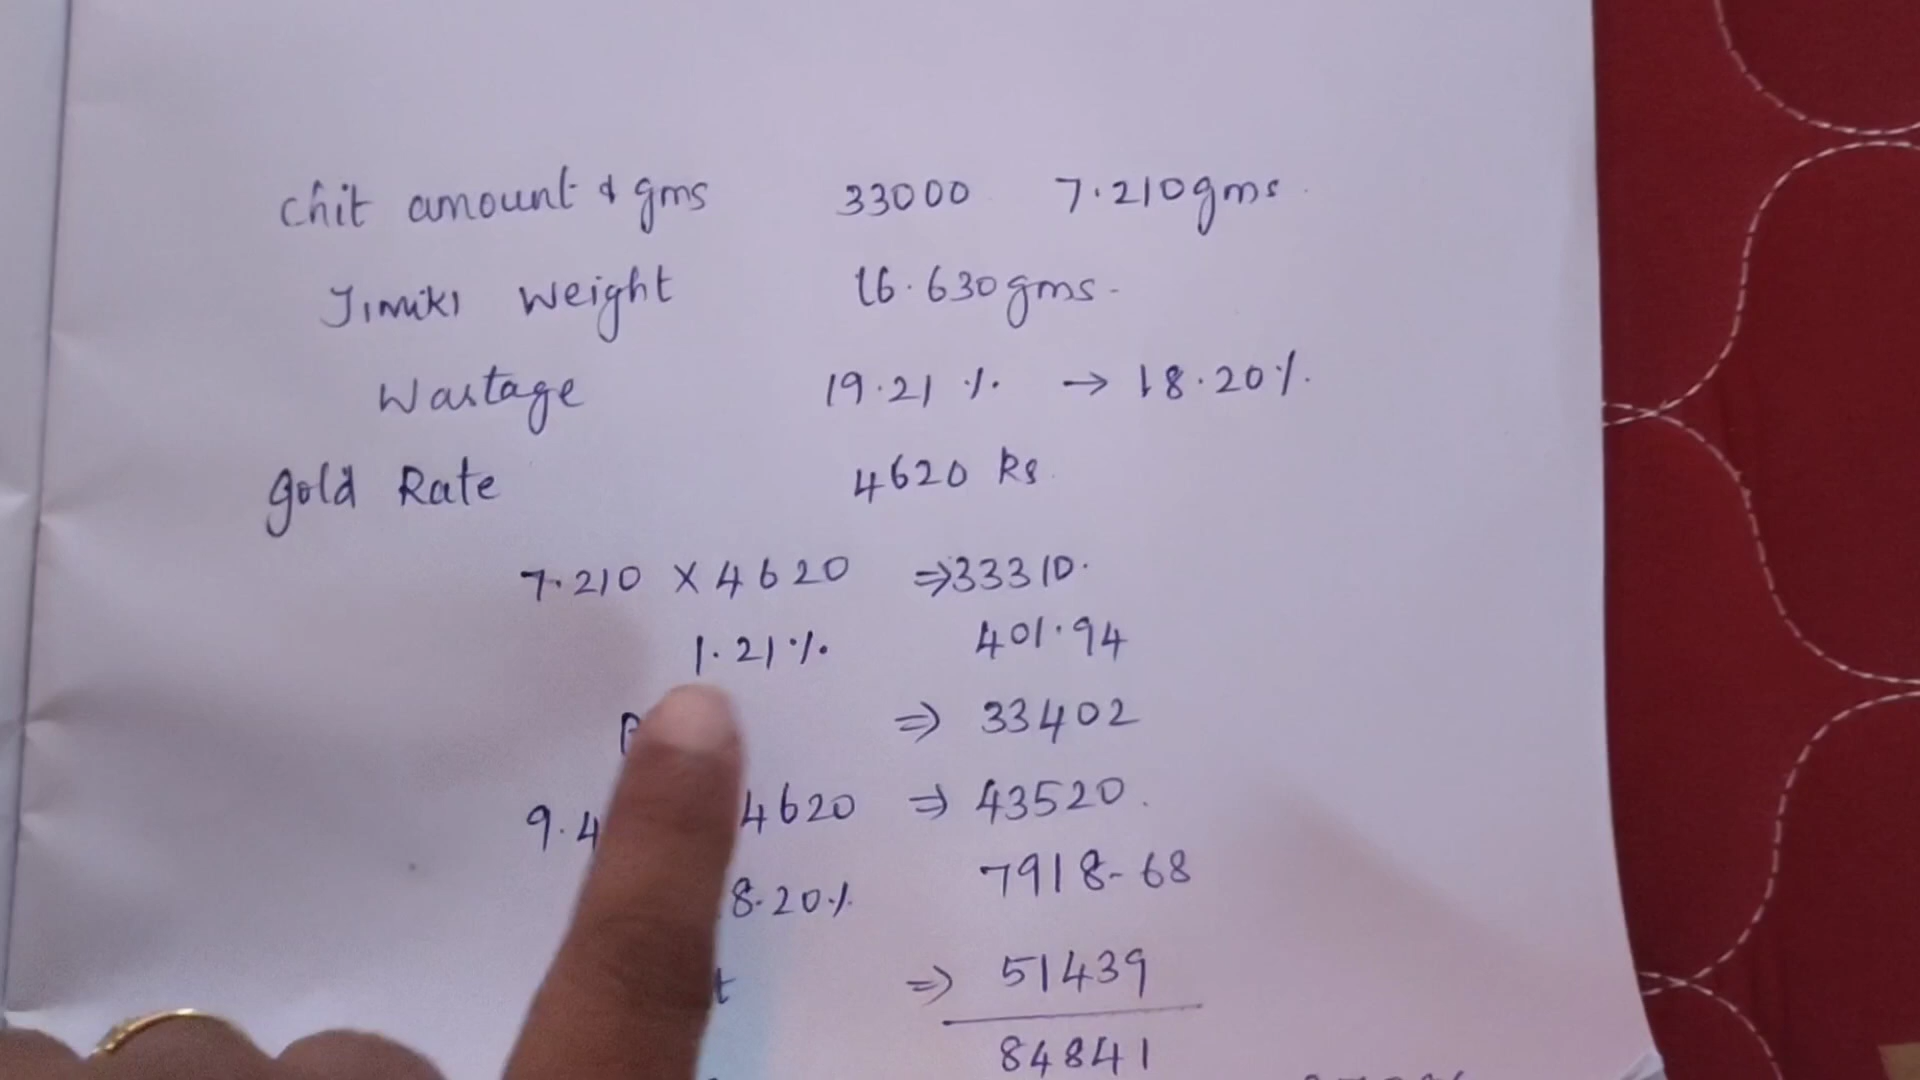 chit amount & gms 33000 7.210gms.
Jimiki Weight 16.630gms.
Wastage 19.21 % → 18.20%.
gold Rate 4620 Rs.
7.210 X 4620 ⇒33310.
1.21%. 401.94
⇒ 33402
9.4 4620 ⇒ 43520.
8.20% 7918-68
t ⇒ 51439
84841